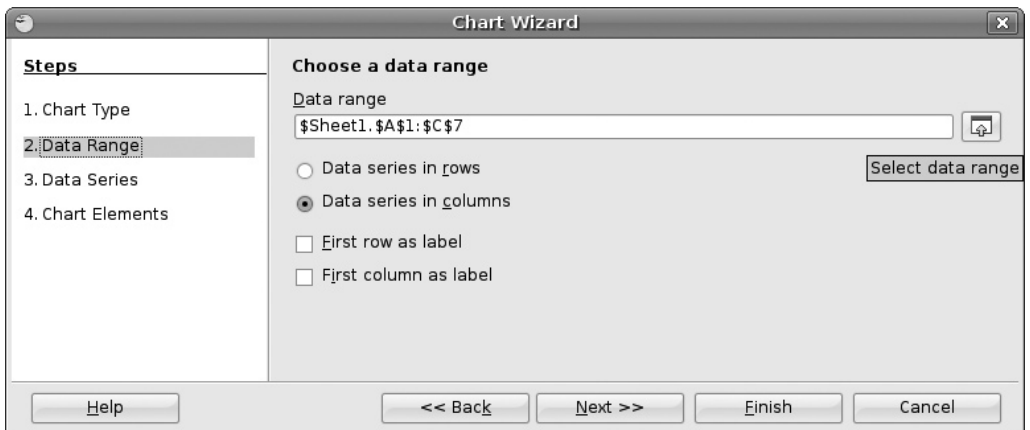 Chart Wizard
Steps
1. Chart Type
2. Data Range
3. Data Series
4. Chart Elements
Choose a data range
Data range
$Sheet1.$A$1:$C$7
Select data range
Data series in rows
Data series in columns
First row as label
First column as label
Help
<< Back
Next >>
Finish
Cancel